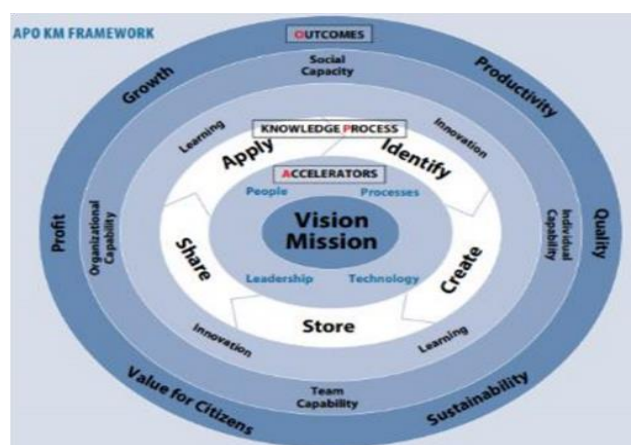 APO KM FRAMEWORK
OUTCOMES
Growth
Social
Capacity
Productivity
Learning
KNOWLEDGE PROCESS
Innovation
Apply
Identify
ACCELERATORS
People
Processes
Profit
Organizational
Capability
Share
Vision
Mission
Create
Individual
Capability
Quality
Leadership
Technology
Store
Innovation
Learning
Value for Citizens
Team
Capability
Sustainability